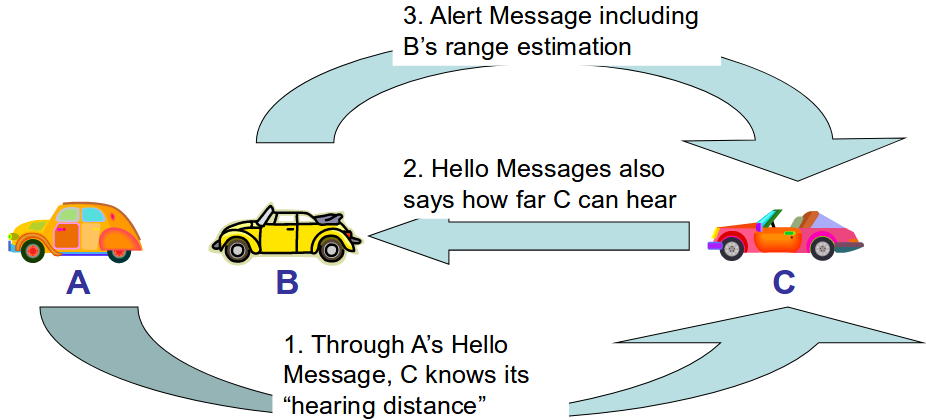 3. Alert Message including
B’s range estimation
2. Hello Messages also
says how far C can hear
A
B
C
1. Through A’s Hello
Message, C knows its
“hearing distance”